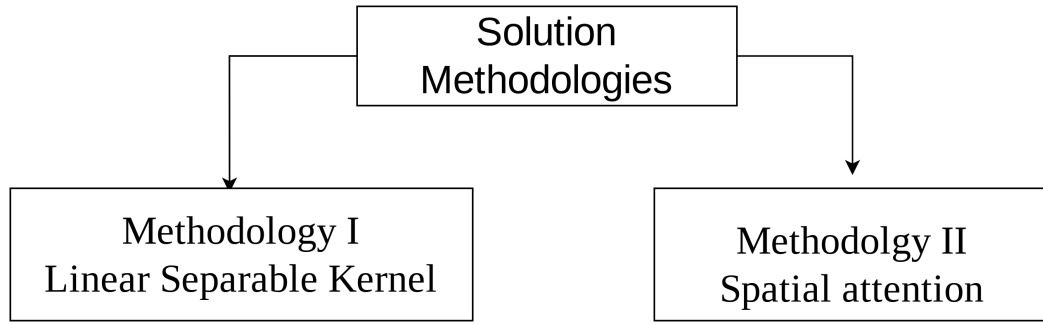 Solution
Methodologies
Methodology I
Linear Separable Kernel
Methodolgy II
Spatial attention